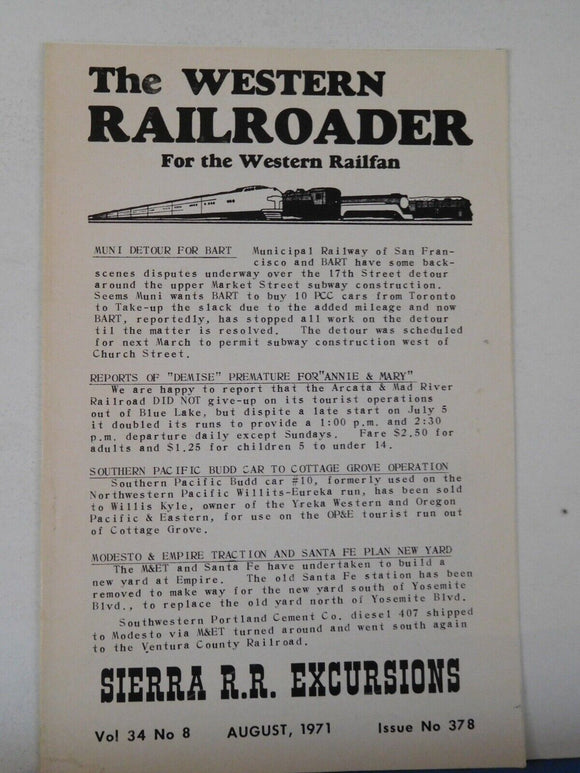 The WESTERN
RAILROADER
For the Western Railfan
MUNI DETOUR FOR BART Municipal Railway of San Fran-
cisco and BART have some back-
scenes disputes underway over the 17th Street detour
around the upper Market Street subway construction.
Seems Muni wants BART to buy 10 PCC cars from Toronto
to Take-up the slack due to the added mileage and now
BART, reportedly, has stopped all work on the detour
til the matter is resolved. The detour was scheduled
for next March to permit subway construction west of
Church Street.
REPORTS OF "DEMISE" PREMATURE FOR"ANNIE & MARY"
We are happy to report that the Arcata & Mad River
Railroad DID NOT give-up on its tourist operations
out of Blue Lake, but dispite a late start on July 5
it doubled its runs to provide a 1:00 p.m. and 2:30
p.m. departure daily except Sundays. Fare $2.50 for
adults and $1.25 for children 5 to under 14.
SOUTHERN PACIFIC BUDD CAR TO COTTAGE GROVE OPERATION
Southern Pacific Budd car #10, formerly used on the
Northwestern Pacific Willits-Eureka run, has been sold
to Willis Kyle, owner of the Yreka Western and Oregon
Pacific & Eastern, for use on the OP&E tourist run out
of Cottage Grove.
MODESTO & EMPIRE TRACTION AND SANTA FE PLAN NEW YARD
The M&ET and Santa Fe have undertaken to build a
new yard at Empire. The old Santa Fe station has been
removed to make way for the new yard south of Yosemite
Blvd., to replace the old yard north of Yosemite Blvd.
Southwestern Portland Cement Co. diesel 407 shipped
to Modesto via M&ET turned around and went south again
to the Ventura County Railroad.
SIERRA R.R. EXCURSIONS
Vol 34 No 8 AUGUST, 1971 Issue No 378